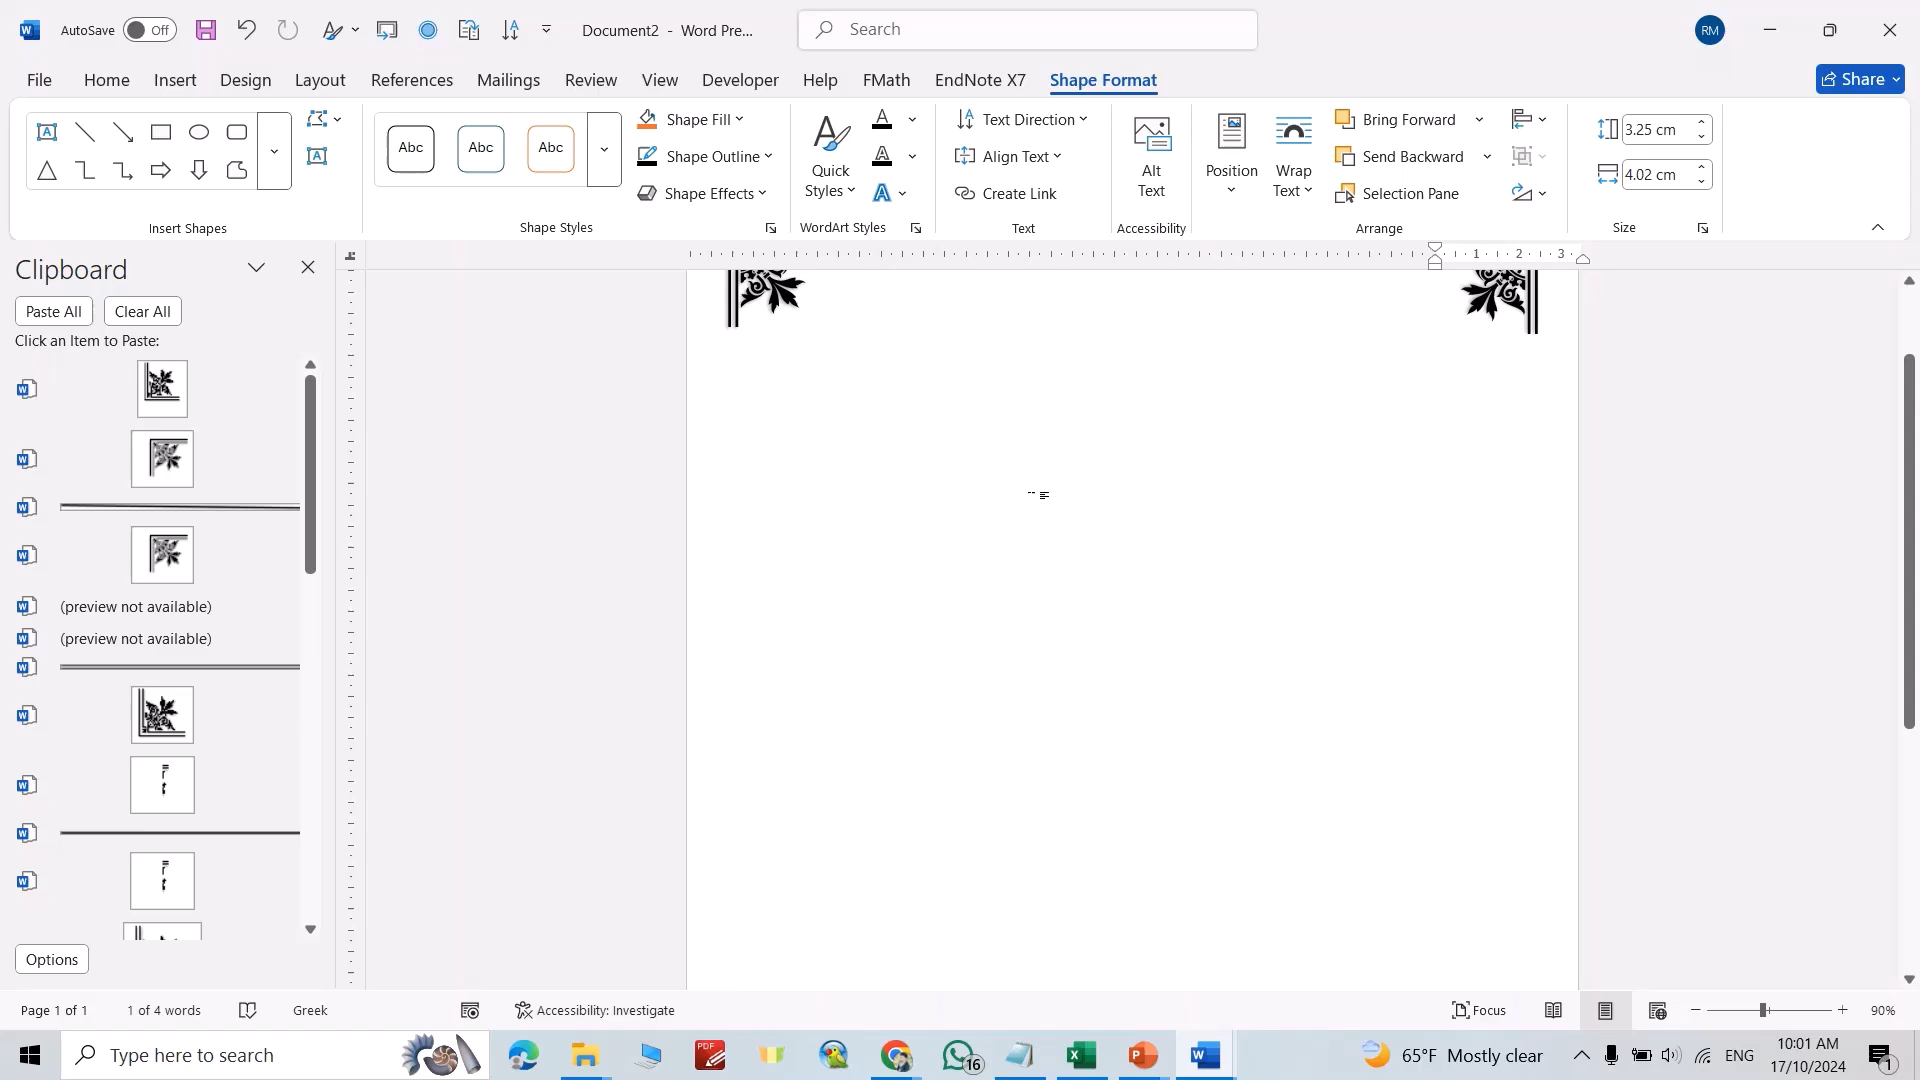 AutoSave Off Document2 - Word Pre... Search RM
File Home Insert Design Layout References Mailings Review View Developer Help FMath EndNote X7 Shape Format Share
Abc Abc Abc
Shape Fill
Shape Outline
Shape Effects
Quick
Styles
Text Direction
Align Text
Create Link
Alt
Text
Position
Wrap
Text
Bring Forward
Send Backward
Selection Pane
3.25 cm
4.02 cm
Insert Shapes Shape Styles WordArt Styles Text Accessibility Arrange Size
Clipboard
Paste All Clear All
Click an Item to Paste:
(preview not available)
(preview not available)
Options
1 2 3
Page 1 of 1 1 of 4 words Greek Accessibility: Investigate Focus 90%
Type here to search PDF 16 65°F Mostly clear ENG 10:01 AM
17/10/2024 1